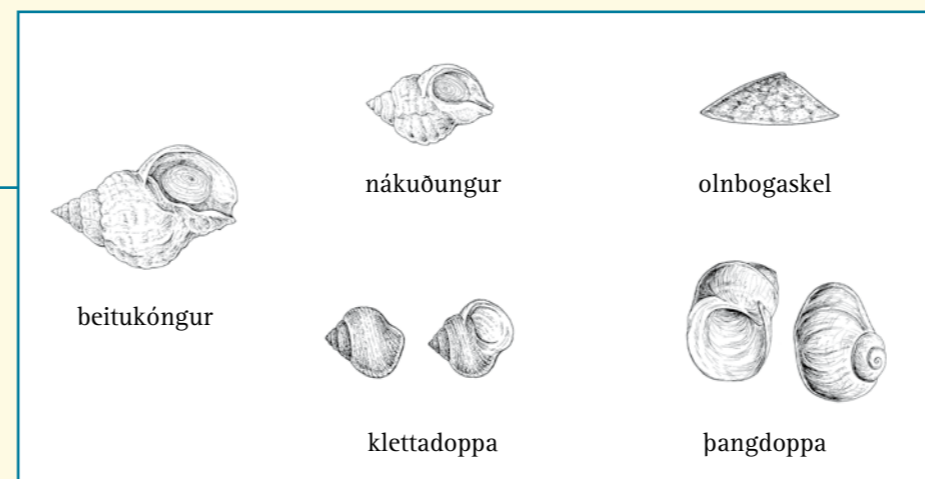 nákuðungur
olnbogaskel
beitukóngur
klettadoppa
þangdoppa